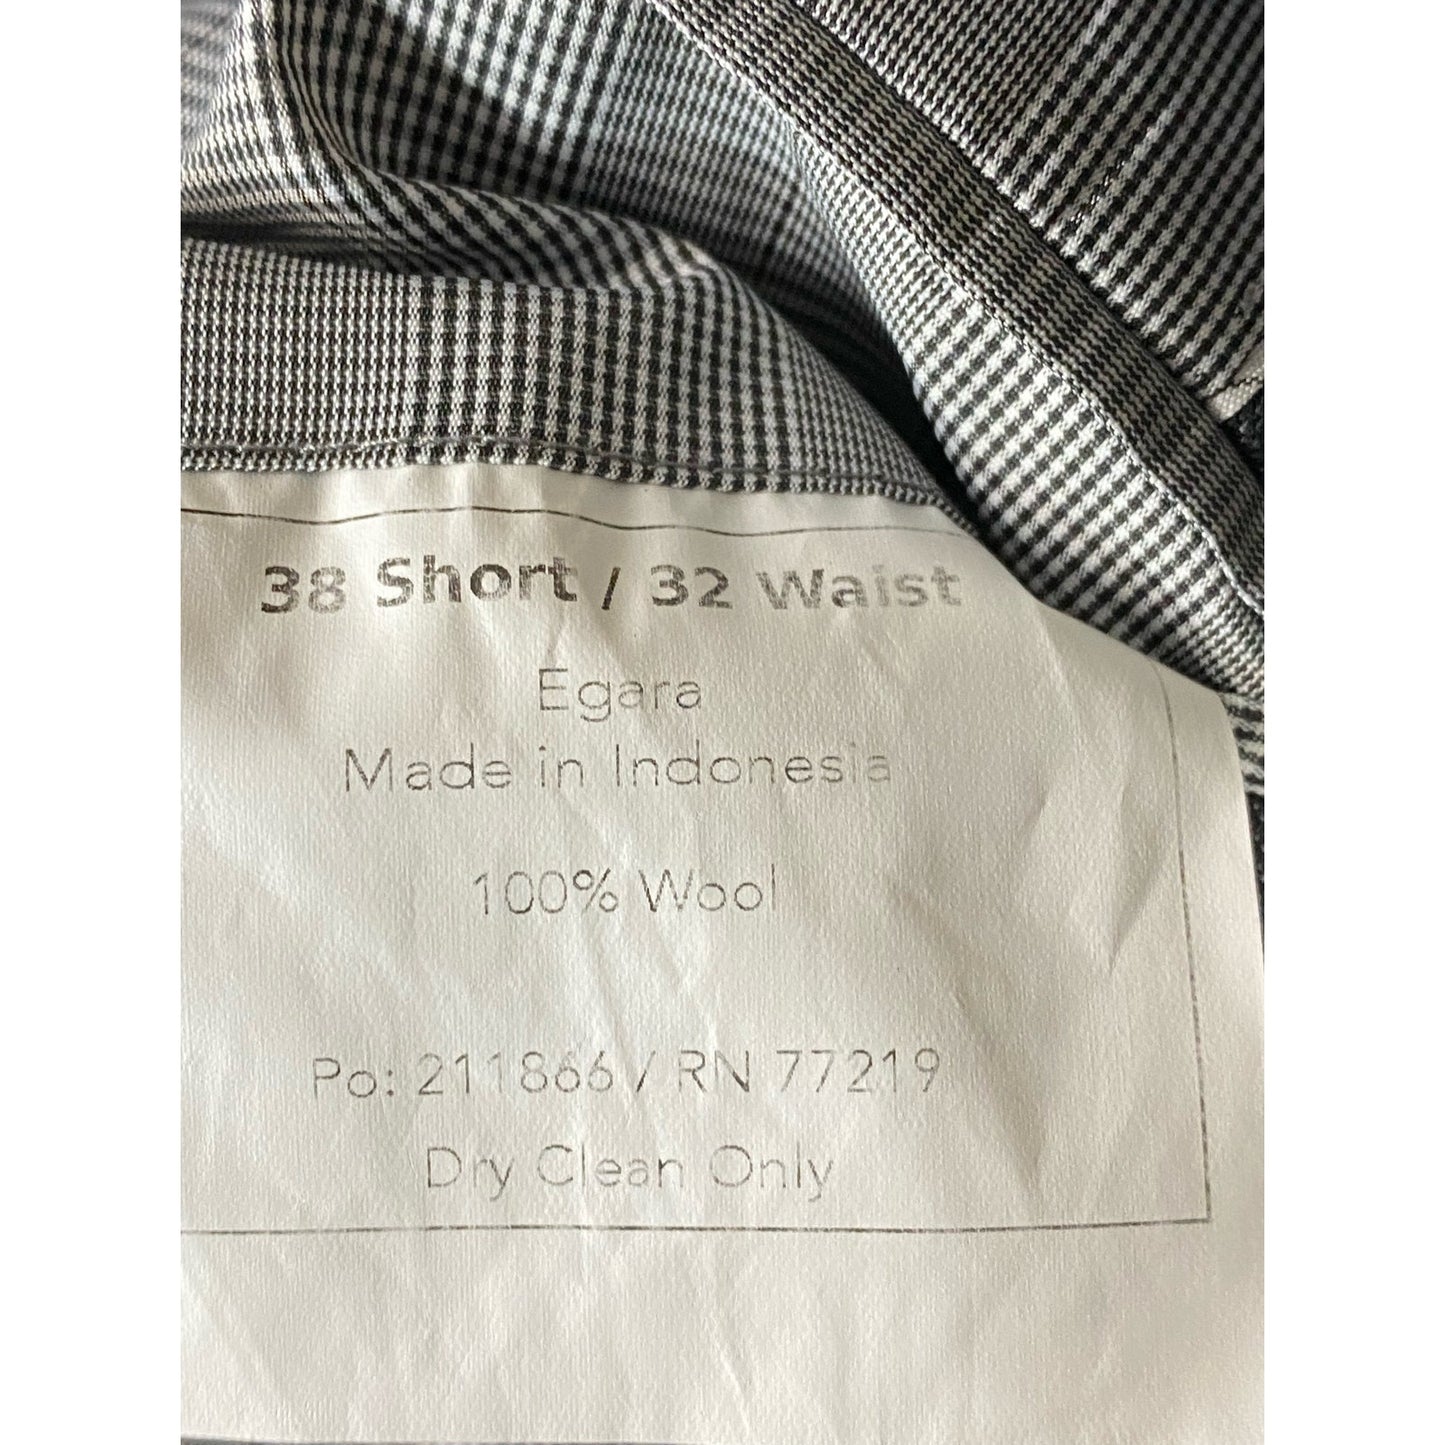 38 Short / 32 Waist
Egara
Made in Indonesia
100% Wool
Po: 211866 / RN 77219
Dry Clean Only